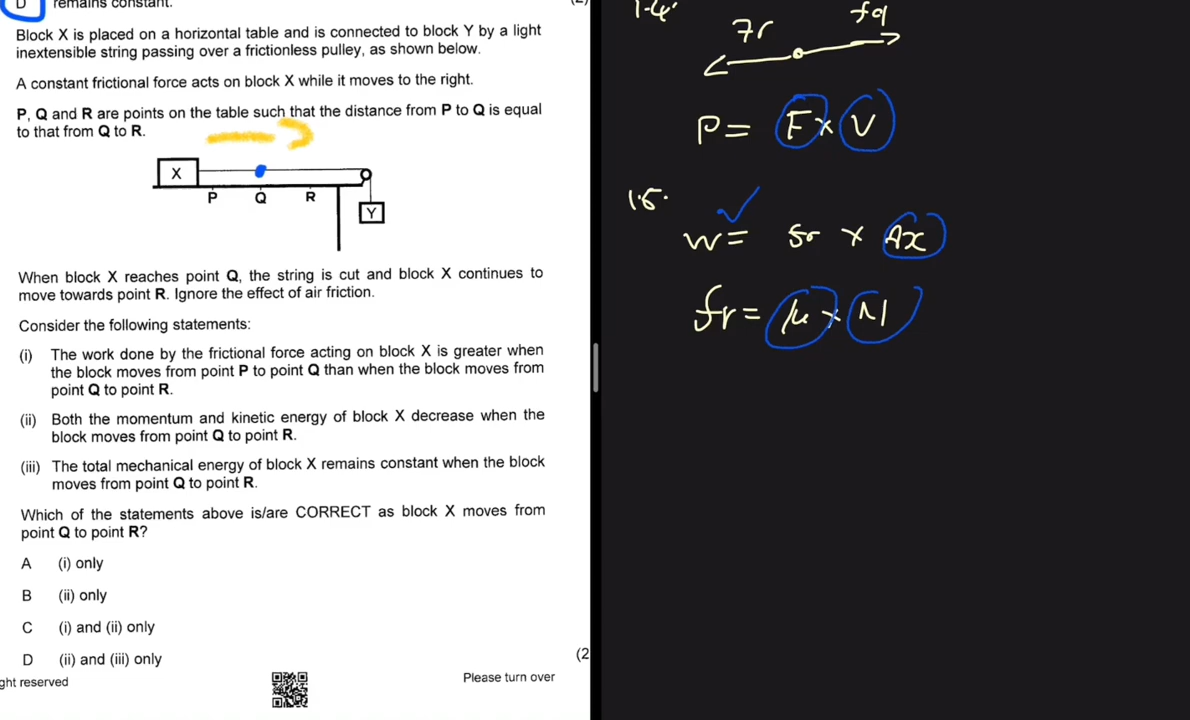 D remains constant.
Block X is placed on a horizontal table and is connected to block Y by a light
inextensible string passing over a frictionless pulley, as shown below.
A constant frictional force acts on block X while it moves to the right.
P, Q and R are points on the table such that the distance from P to Q is equal
to that from Q to R.
X
P Q R
Y
When block X reaches point Q, the string is cut and block X continues to
move towards point R. Ignore the effect of air friction.
Consider the following statements:
(i) The work done by the frictional force acting on block X is greater when
the block moves from point P to point Q than when the block moves from
point Q to point R.
(ii) Both the momentum and kinetic energy of block X decrease when the
block moves from point Q to point R.
(iii) The total mechanical energy of block X remains constant when the block
moves from point Q to point R.
Which of the statements above is/are CORRECT as block X moves from
point Q to point R?
A (i) only
B (ii) only
C (i) and (ii) only
D (ii) and (iii) only
(2
ght reserved
Please turn over
1.4.
P = F x V
1.5.
W = x Δx
fr = μ x N